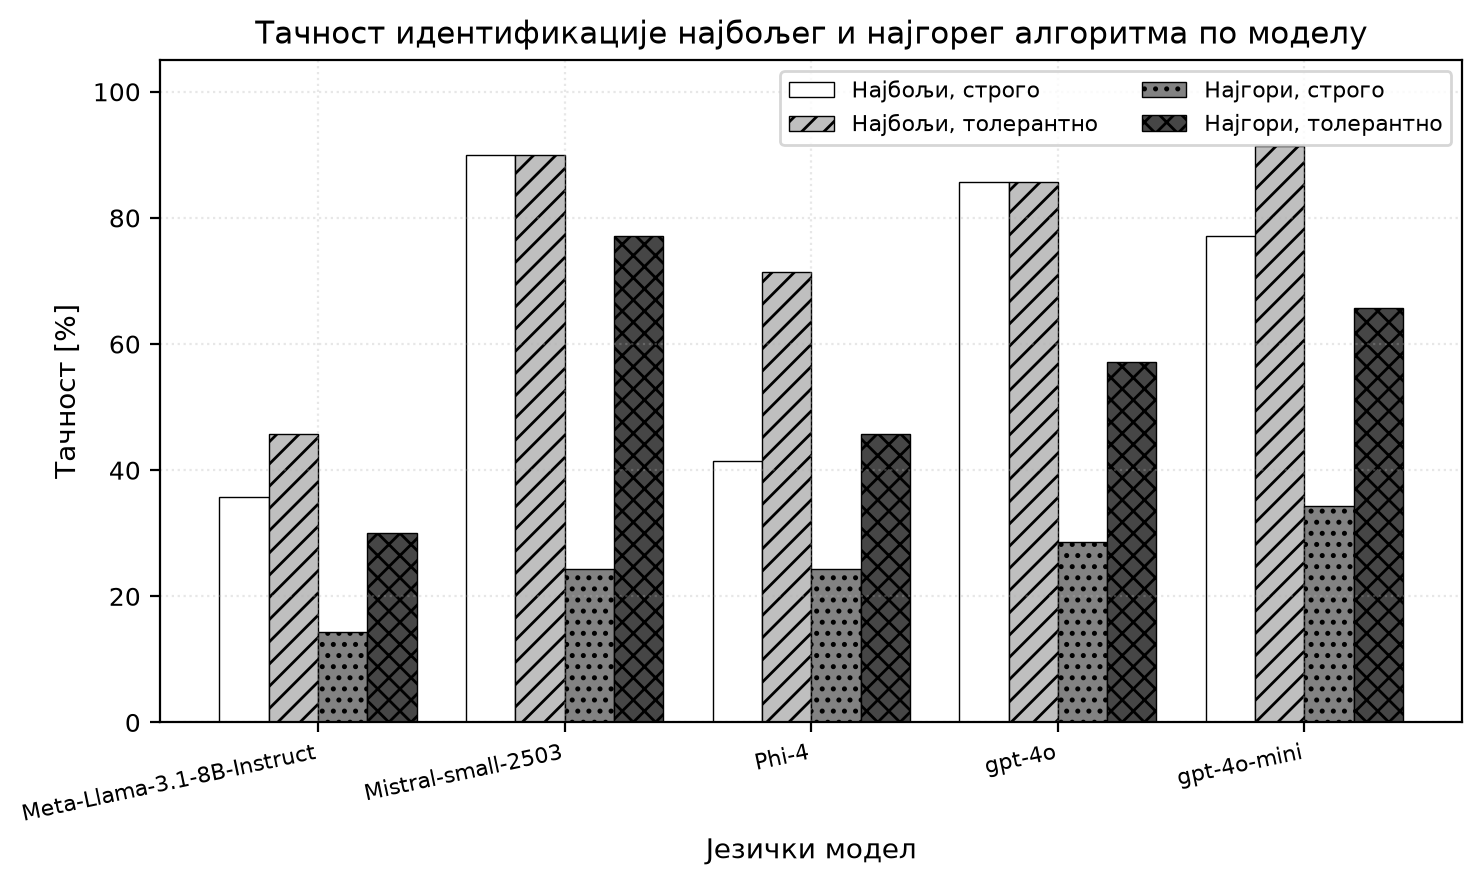 Тачност идентификације најбољег и најгорег алгоритма по моделу
Најбољи, строго
Најбољи, толерантно
Најгори, строго
Најгори, толерантно
Тачност [%]
100
80
60
40
20
0
Meta-Llama-3.1-8B-Instruct
Mistral-small-2503
Phi-4
gpt-4o
gpt-4o-mini
Језички модел